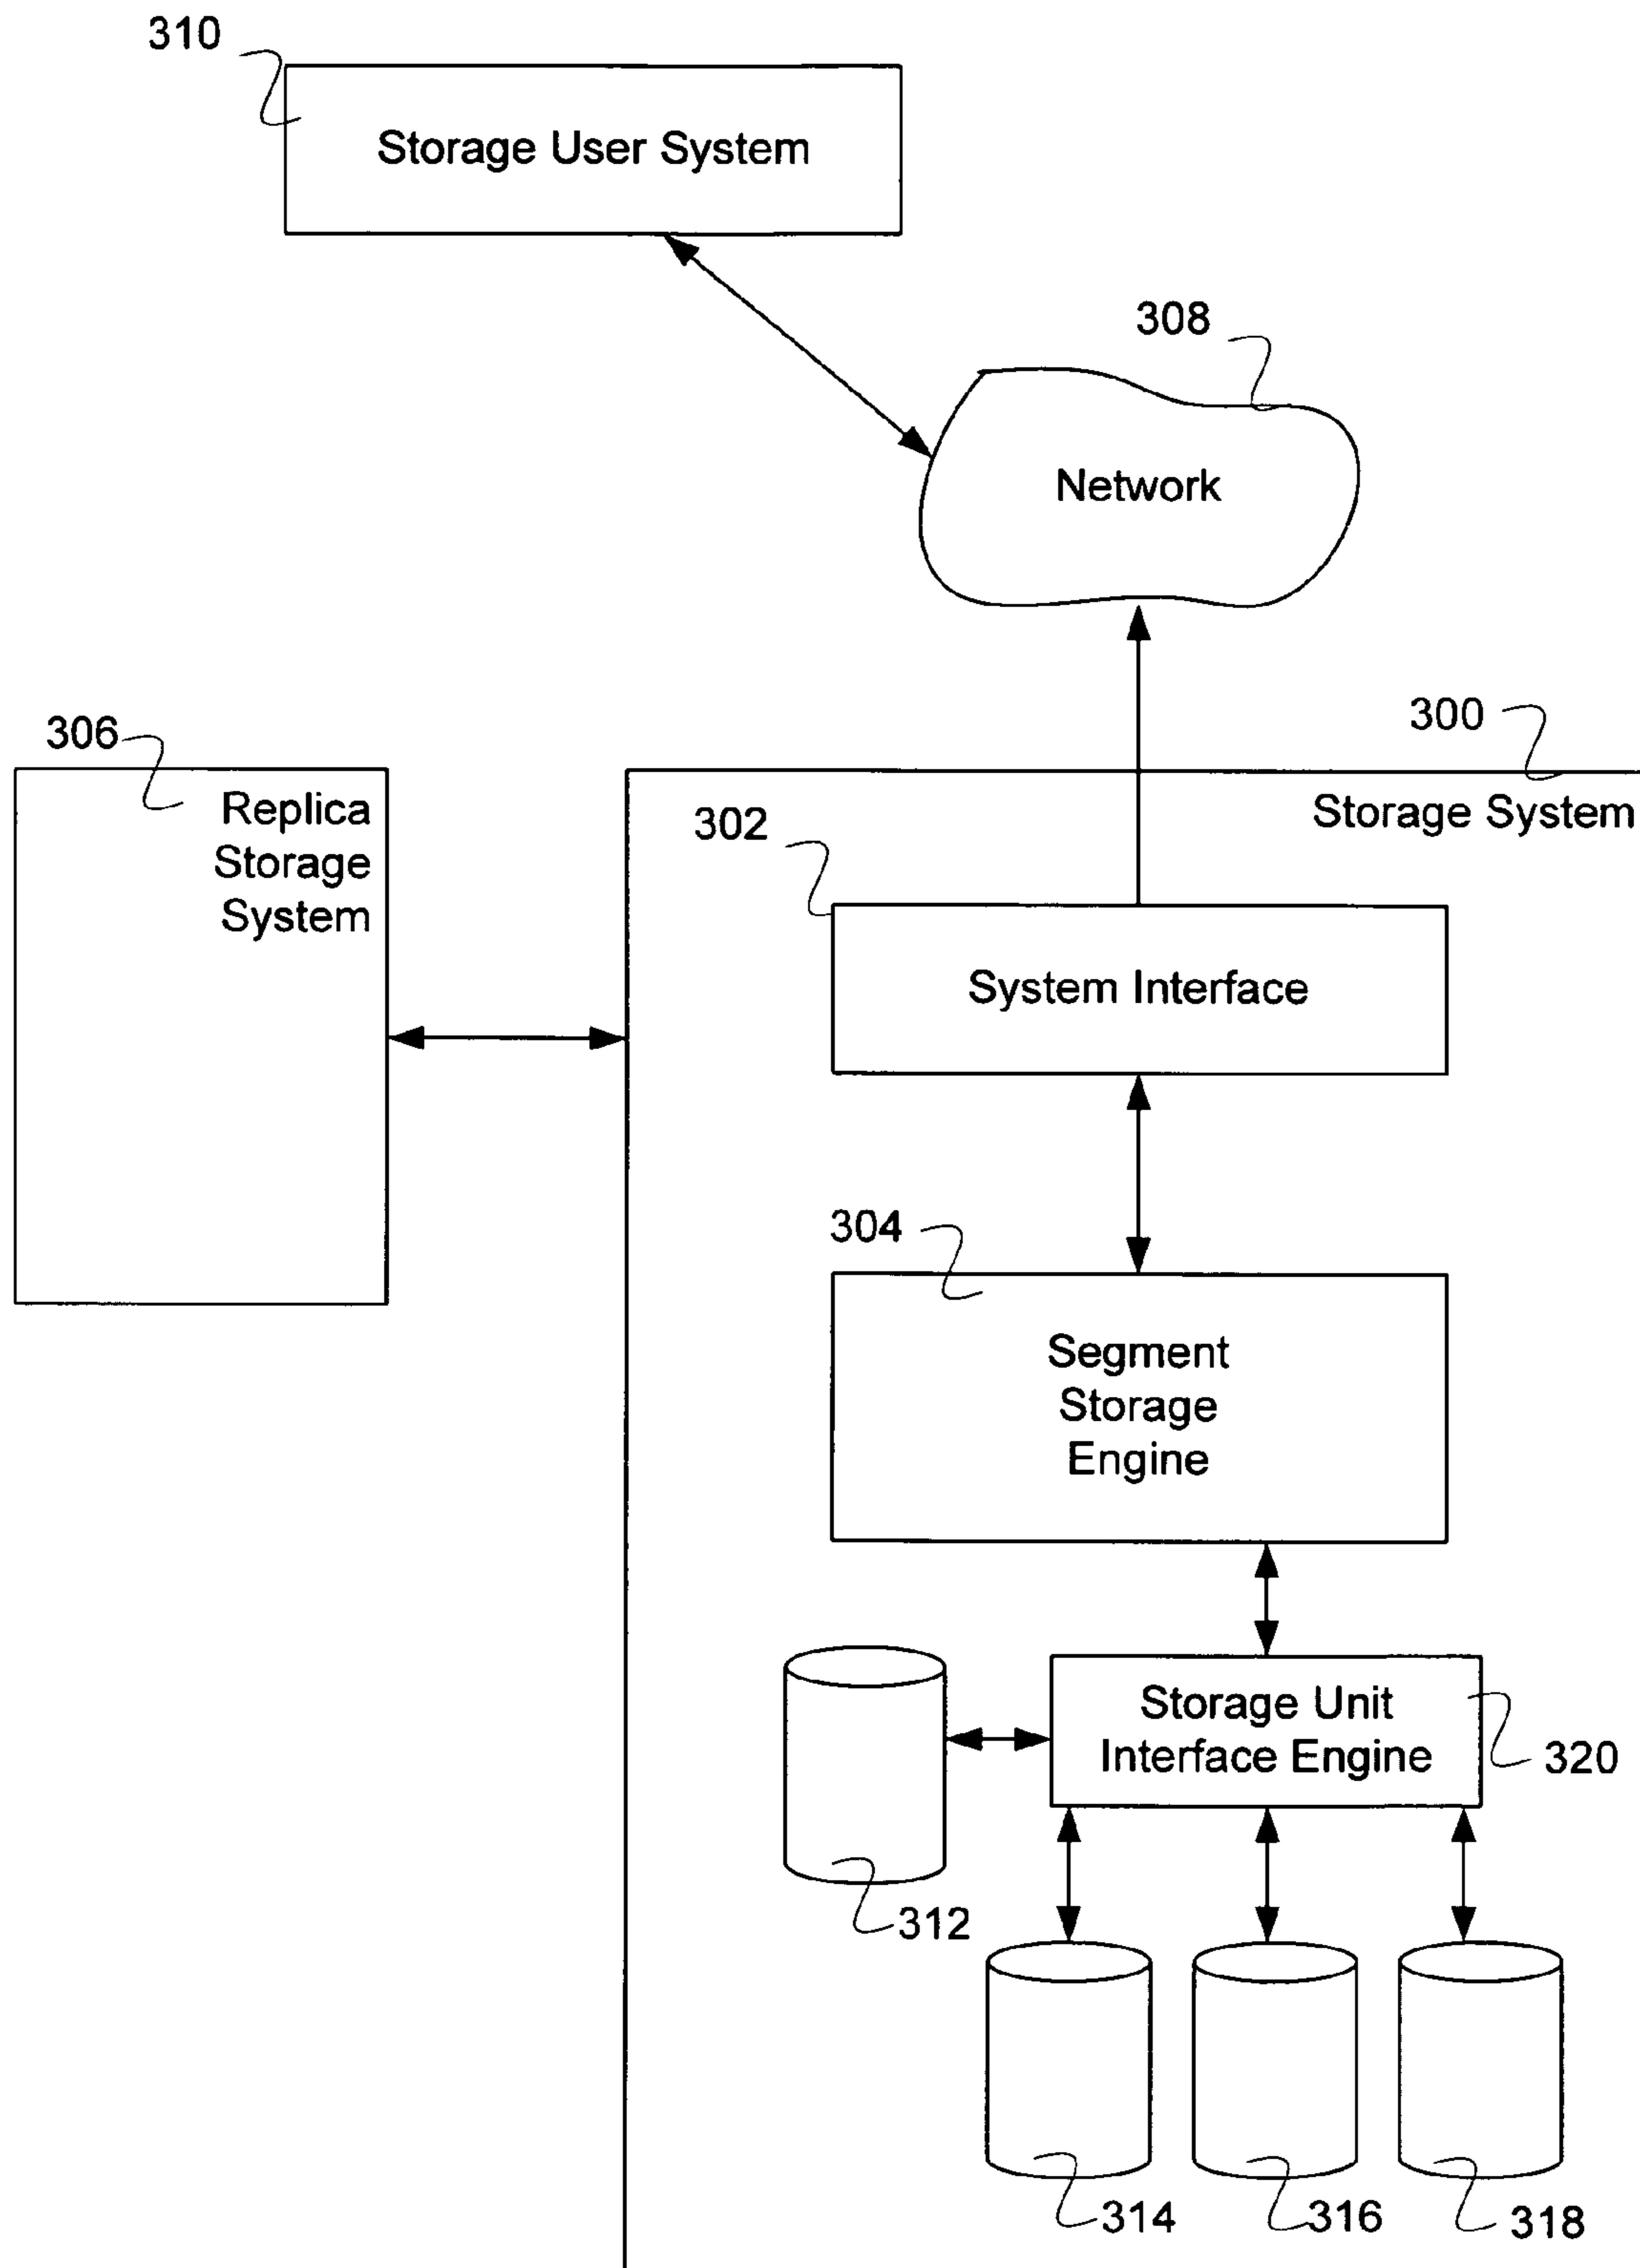 310
Storage User System
308
Network
300
Storage System
306
Replica
Storage
System
302
System Interface
304
Segment
Storage
Engine
Storage Unit
Interface Engine
320
312
314
316
318